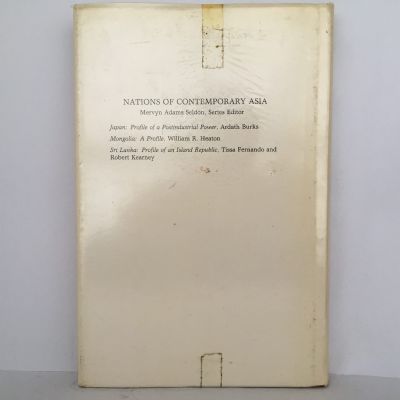 NATIONS OF CONTEMPORARY ASIA
Mervyn Adams Seldon, Series Editor
Japan: Profile of a Postindustrial Power, Ardath Burks
Mongolia: A Profile, William R. Heaton
Sri Lanka: Profile of an Island Republic, Tissa Fernando and
Robert Kearney